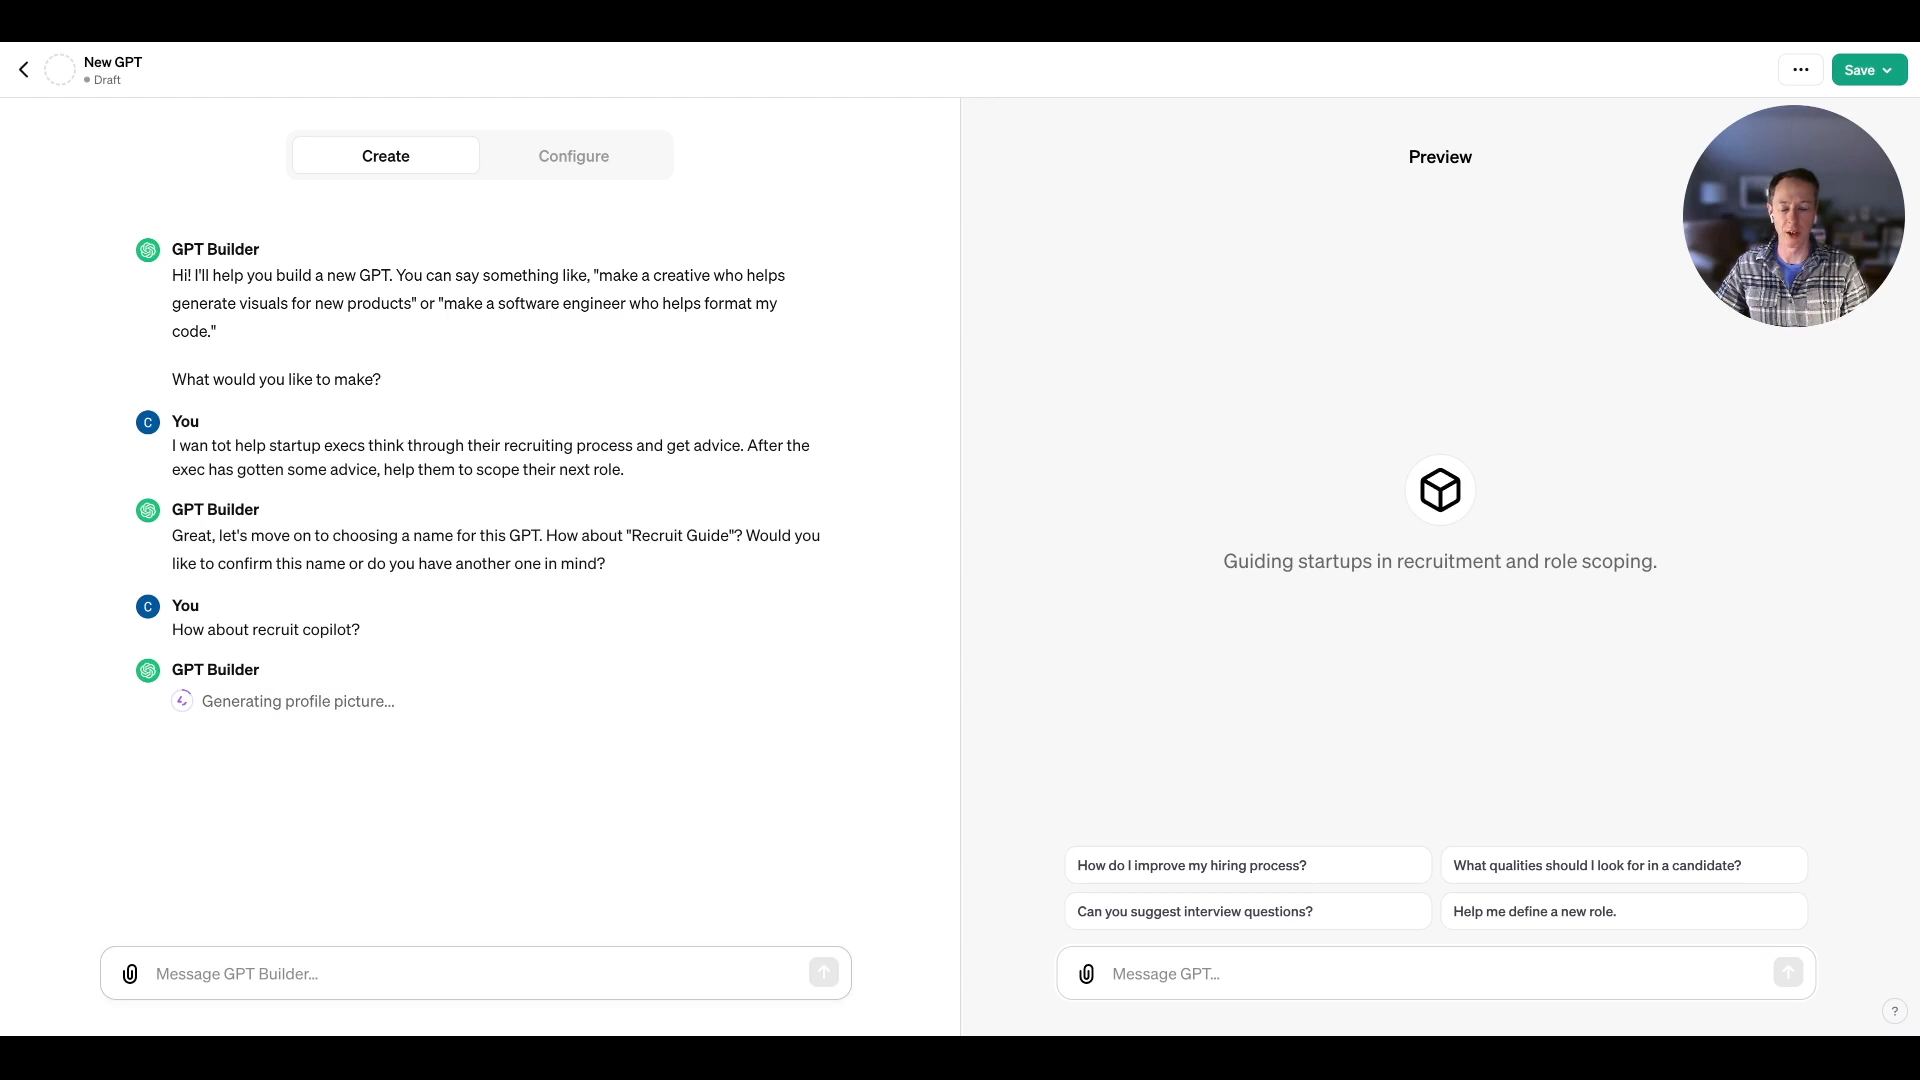 New GPT
Draft
Save
Create
Configure
Preview
GPT Builder
Hi! I'll help you build a new GPT. You can say something like, "make a creative who helps
generate visuals for new products" or "make a software engineer who helps format my
code."
What would you like to make?
C
You
I wan tot help startup execs think through their recruiting process and get advice. After the
exec has gotten some advice, help them to scope their next role.
GPT Builder
Great, let's move on to choosing a name for this GPT. How about "Recruit Guide"? Would you
like to confirm this name or do you have another one in mind?
C
You
How about recruit copilot?
GPT Builder
Generating profile picture...
Message GPT Builder...
Guiding startups in recruitment and role scoping.
How do I improve my hiring process?
What qualities should I look for in a candidate?
Can you suggest interview questions?
Help me define a new role.
Message GPT...
?